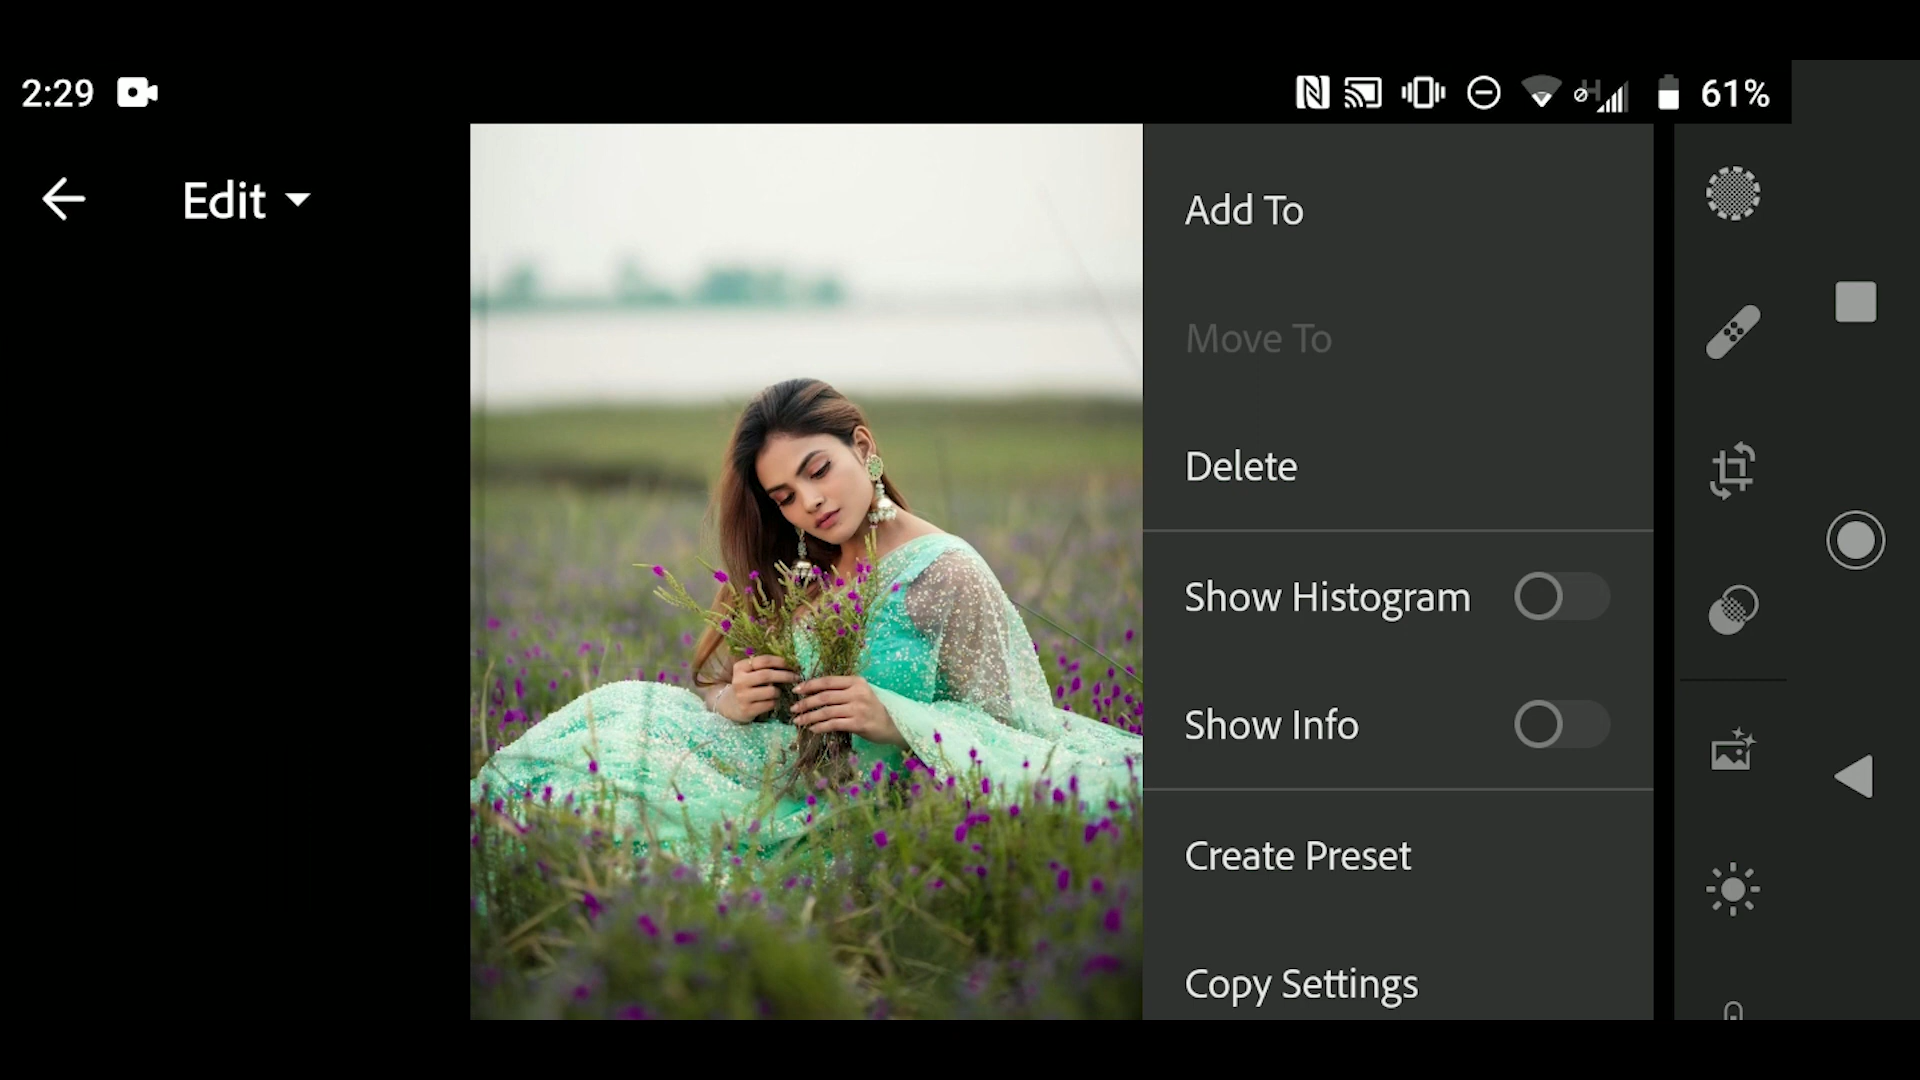 2:29
61%
Edit
Add To
Move To
Delete
Show Histogram
Show Info
Create Preset
Copy Settings